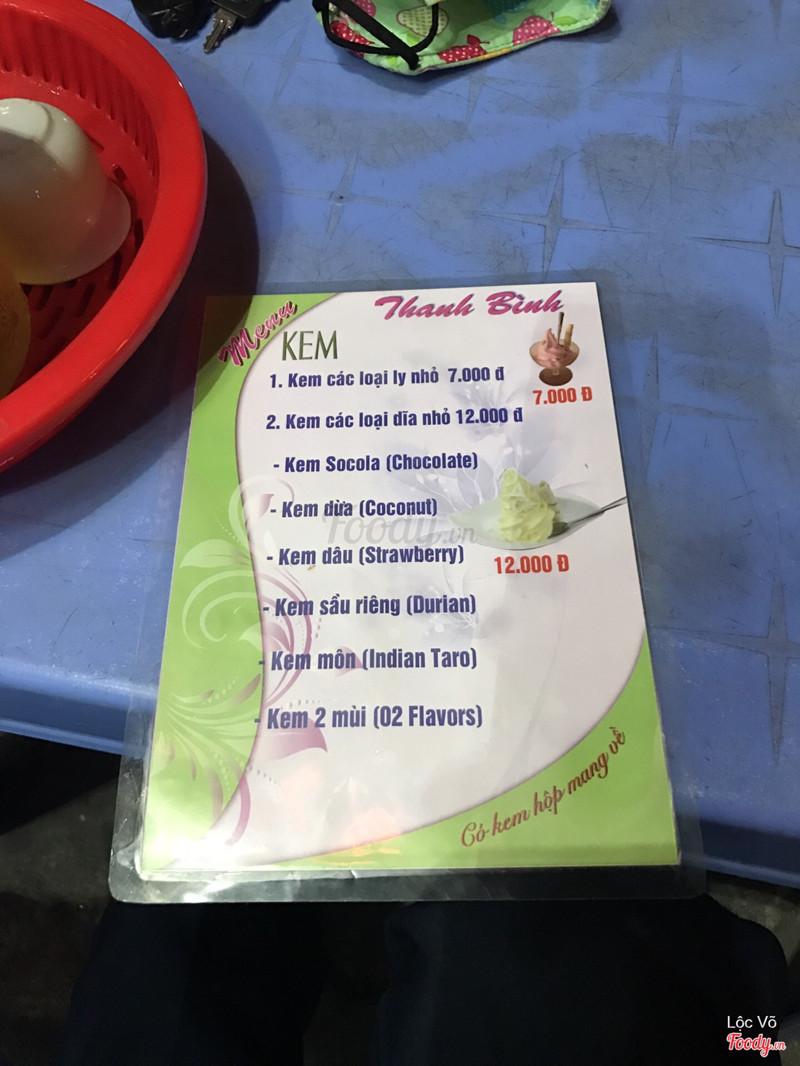 Thanh Bình
Menu
KEM
1. Kem các loại ly nhỏ 7.000 đ
7.000 Đ
2. Kem các loại dĩa nhỏ 12.000 đ
- Kem Socola (Chocolate)
- Kem dừa (Coconut)
Foody.vn
- Kem dâu (Strawberry)
12.000 Đ
- Kem sầu riêng (Durian)
- Kem môn (Indian Taro)
- Kem 2 mùi (02 Flavors)
Có kem hộp mang về
Lộc Võ
Foody.vn